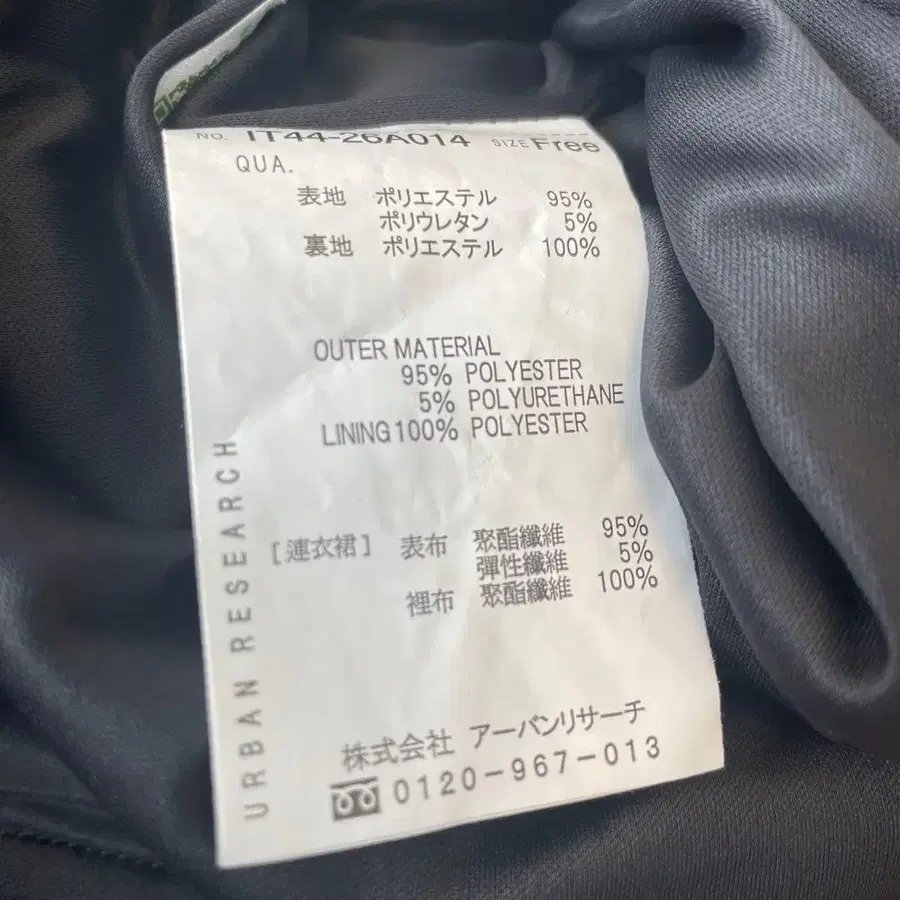 NO. IT44-26A014 SIZE Free
QUA.
表地 ポリエステル 95%
ポリウレタン 5%
裏地 ポリエステル 100%
OUTER MATERIAL
95% POLYESTER
5% POLYURETHANE
LINING100% POLYESTER
[連衣裙] 表布 聚酯纖維 95%
彈性纖維 5%
裡布 聚酯纖維 100%
URBAN RESEARCH
株式会社 アーバンリサーチ
0120-967-013